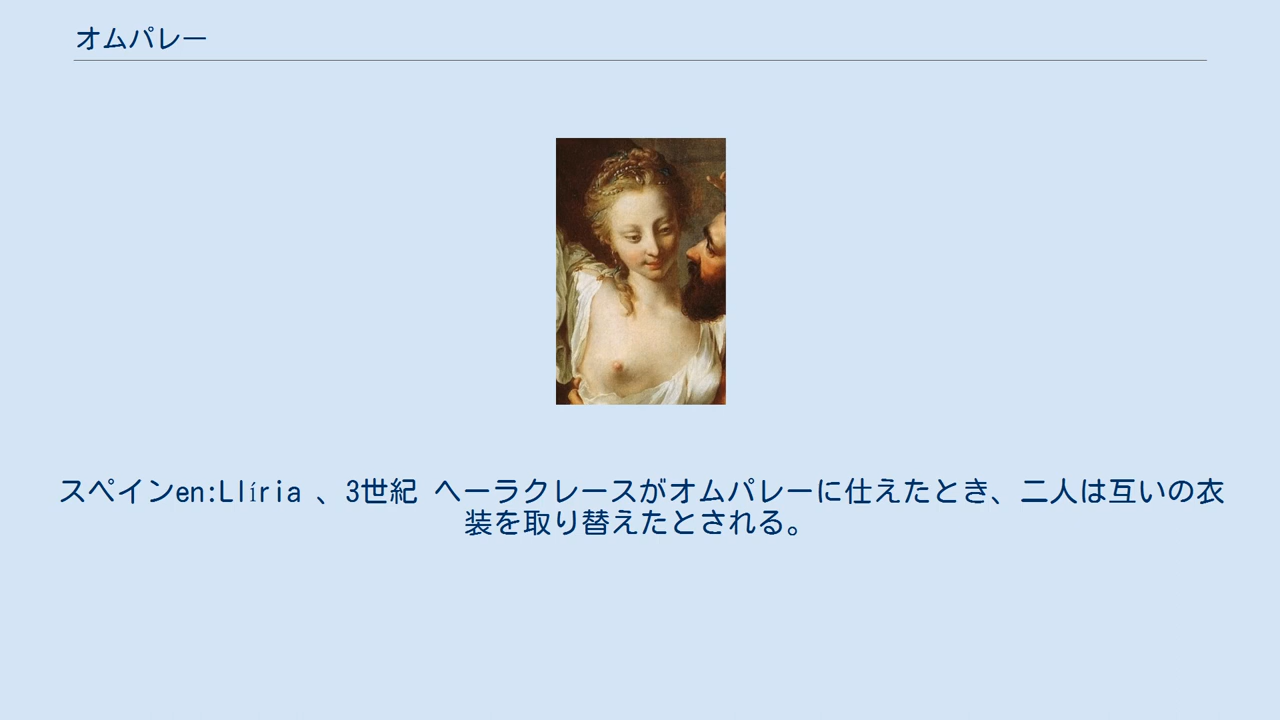 オムパレー
スペインen:Llíria 、3世紀 ヘーラクレースがオムパレーに仕えたとき、二人は互いの衣
装を取り替えたとされる。